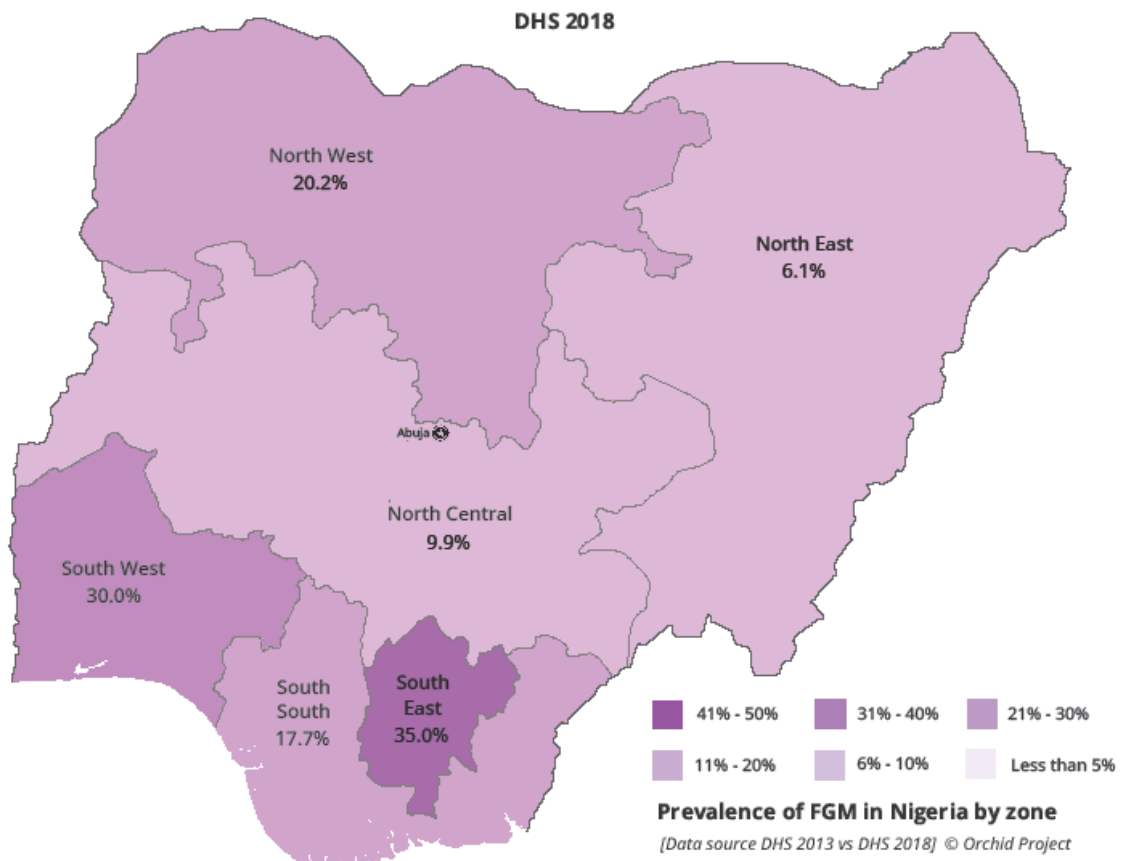 DHS 2018
North West
20.2%
North East
6.1%
Abuja
North Central
9.9%
South West
30.0%
South
South
17.7%
South
East
35.0%
41% - 50%
31% - 40%
21% - 30%
11% - 20%
6% - 10%
Less than 5%
Prevalence of FGM in Nigeria by zone
[Data source DHS 2013 vs DHS 2018] © Orchid Project